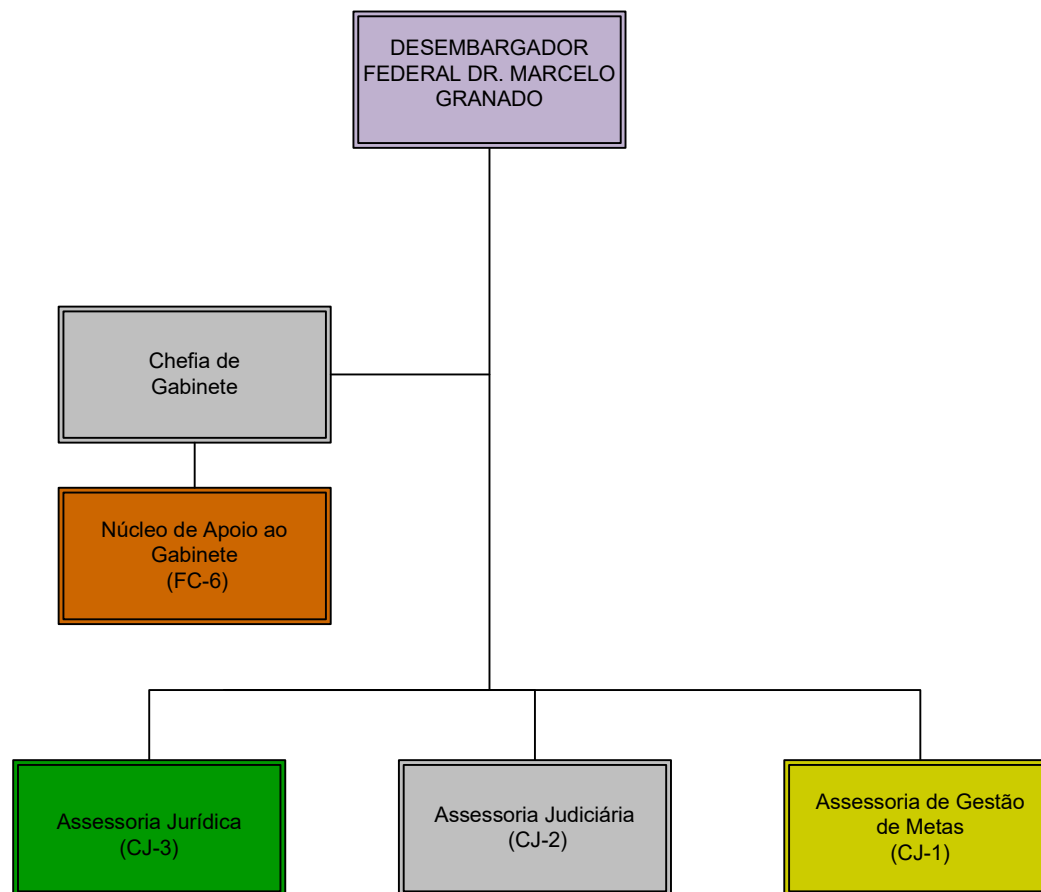 DESEMBARGADOR
FEDERAL DR. MARCELO
GRANADO
Chefia de
Gabinete
Núcleo de Apoio ao
Gabinete
(FC-6)
Assessoria Jurídica
(CJ-3)
Assessoria Judiciária
(CJ-2)
Assessoria de Gestão
de Metas
(CJ-1)